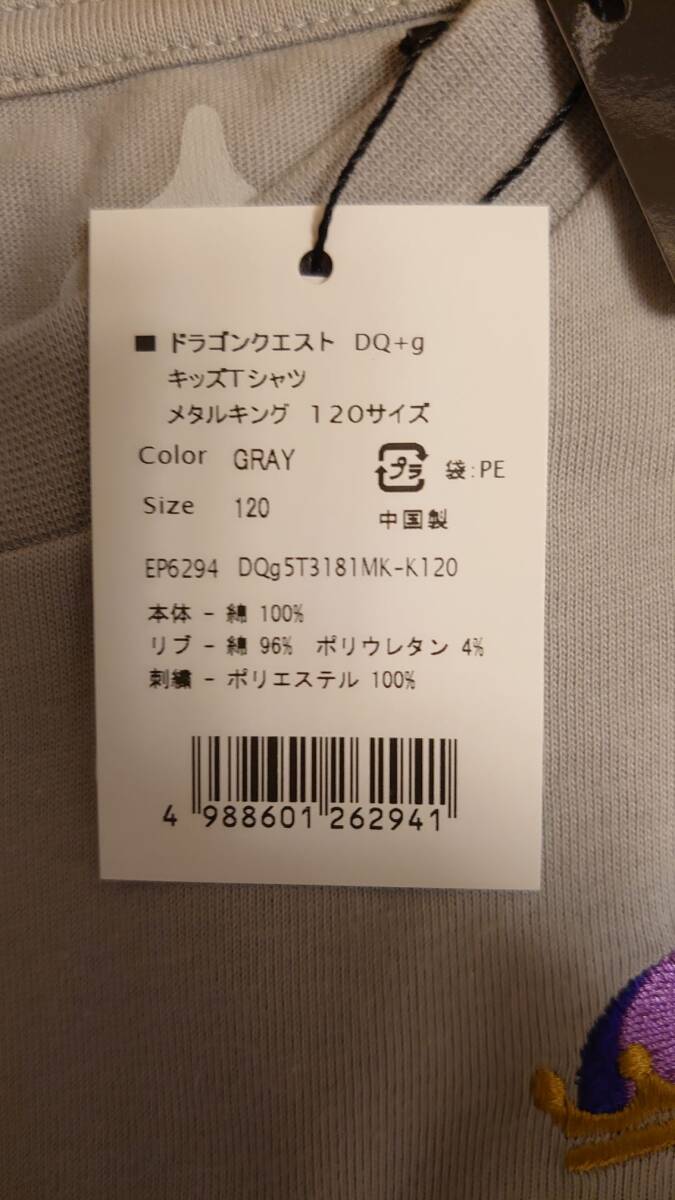 ■ ドラゴンクエスト DQ+g
キッズTシャツ
メタルキング 120サイズ
Color GRAY
プラ 袋:PE
Size 120
中国製
EP6294 DQg5T3181MK-K120
本体 - 綿 100%
リブ - 綿 96% ポリウレタン 4%
刺繍 - ポリエステル 100%
4 988601 262941